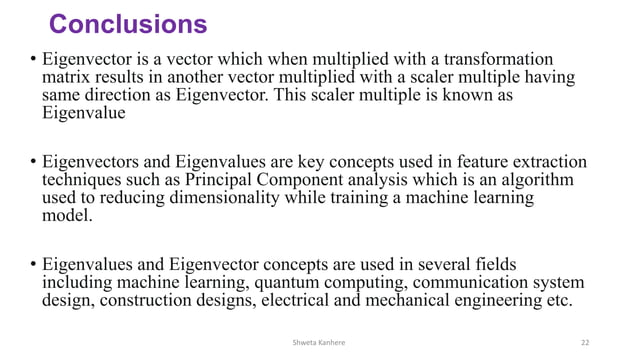 Conclusions
• Eigenvector is a vector which when multiplied with a transformation
matrix results in another vector multiplied with a scaler multiple having
same direction as Eigenvector. This scaler multiple is known as
Eigenvalue
• Eigenvectors and Eigenvalues are key concepts used in feature extraction
techniques such as Principal Component analysis which is an algorithm
used to reducing dimensionality while training a machine learning
model.
• Eigenvalues and Eigenvector concepts are used in several fields
including machine learning, quantum computing, communication system
design, construction designs, electrical and mechanical engineering etc.
Shweta Kanhere
22